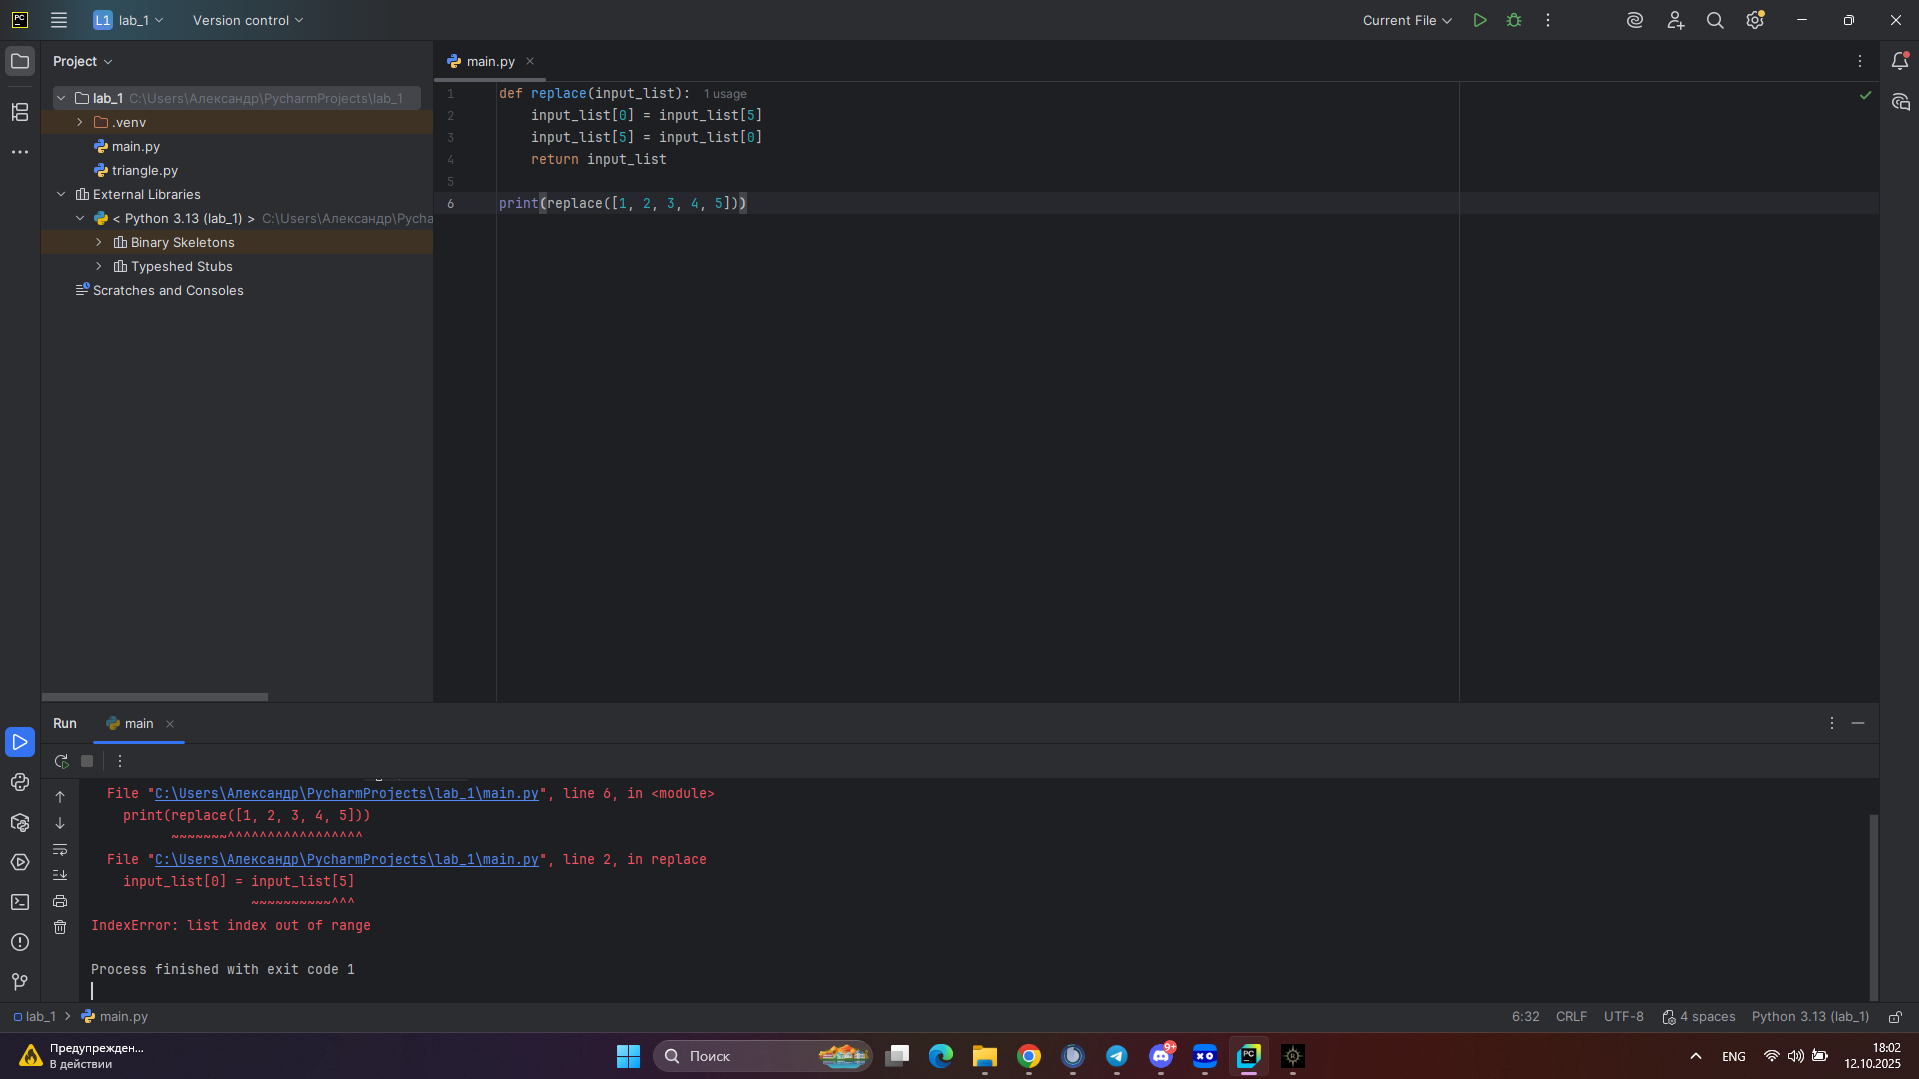 PC
L1 lab_1
Version control
Current File
Project
main.py
lab_1 C:\Users\Александр\PycharmProjects\lab_1
.venv
main.py
triangle.py
External Libraries
< Python 3.13 (lab_1) > C:\Users\Александр\Pycha
Binary Skeletons
Typeshed Stubs
Scratches and Consoles
1 def replace(input_list): 1 usage
2 input_list[0] = input_list[5]
3 input_list[5] = input_list[0]
4 return input_list
5
6 print(replace([1, 2, 3, 4, 5]))
Run main
File "C:\Users\Александр\PycharmProjects\lab_1\main.py", line 6, in <module>
print(replace([1, 2, 3, 4, 5]))
~~~~~~~^^^^^^^^^^^^^^^^^
File "C:\Users\Александр\PycharmProjects\lab_1\main.py", line 2, in replace
input_list[0] = input_list[5]
~~~~~~~~~~^^^
IndexError: list index out of range
Process finished with exit code 1
lab_1 > main.py
6:32 CRLF UTF-8 4 spaces Python 3.13 (lab_1)
Предупрежден...
В действии
Поиск
9+
XO
PC
ENG
18:02
12.10.2025